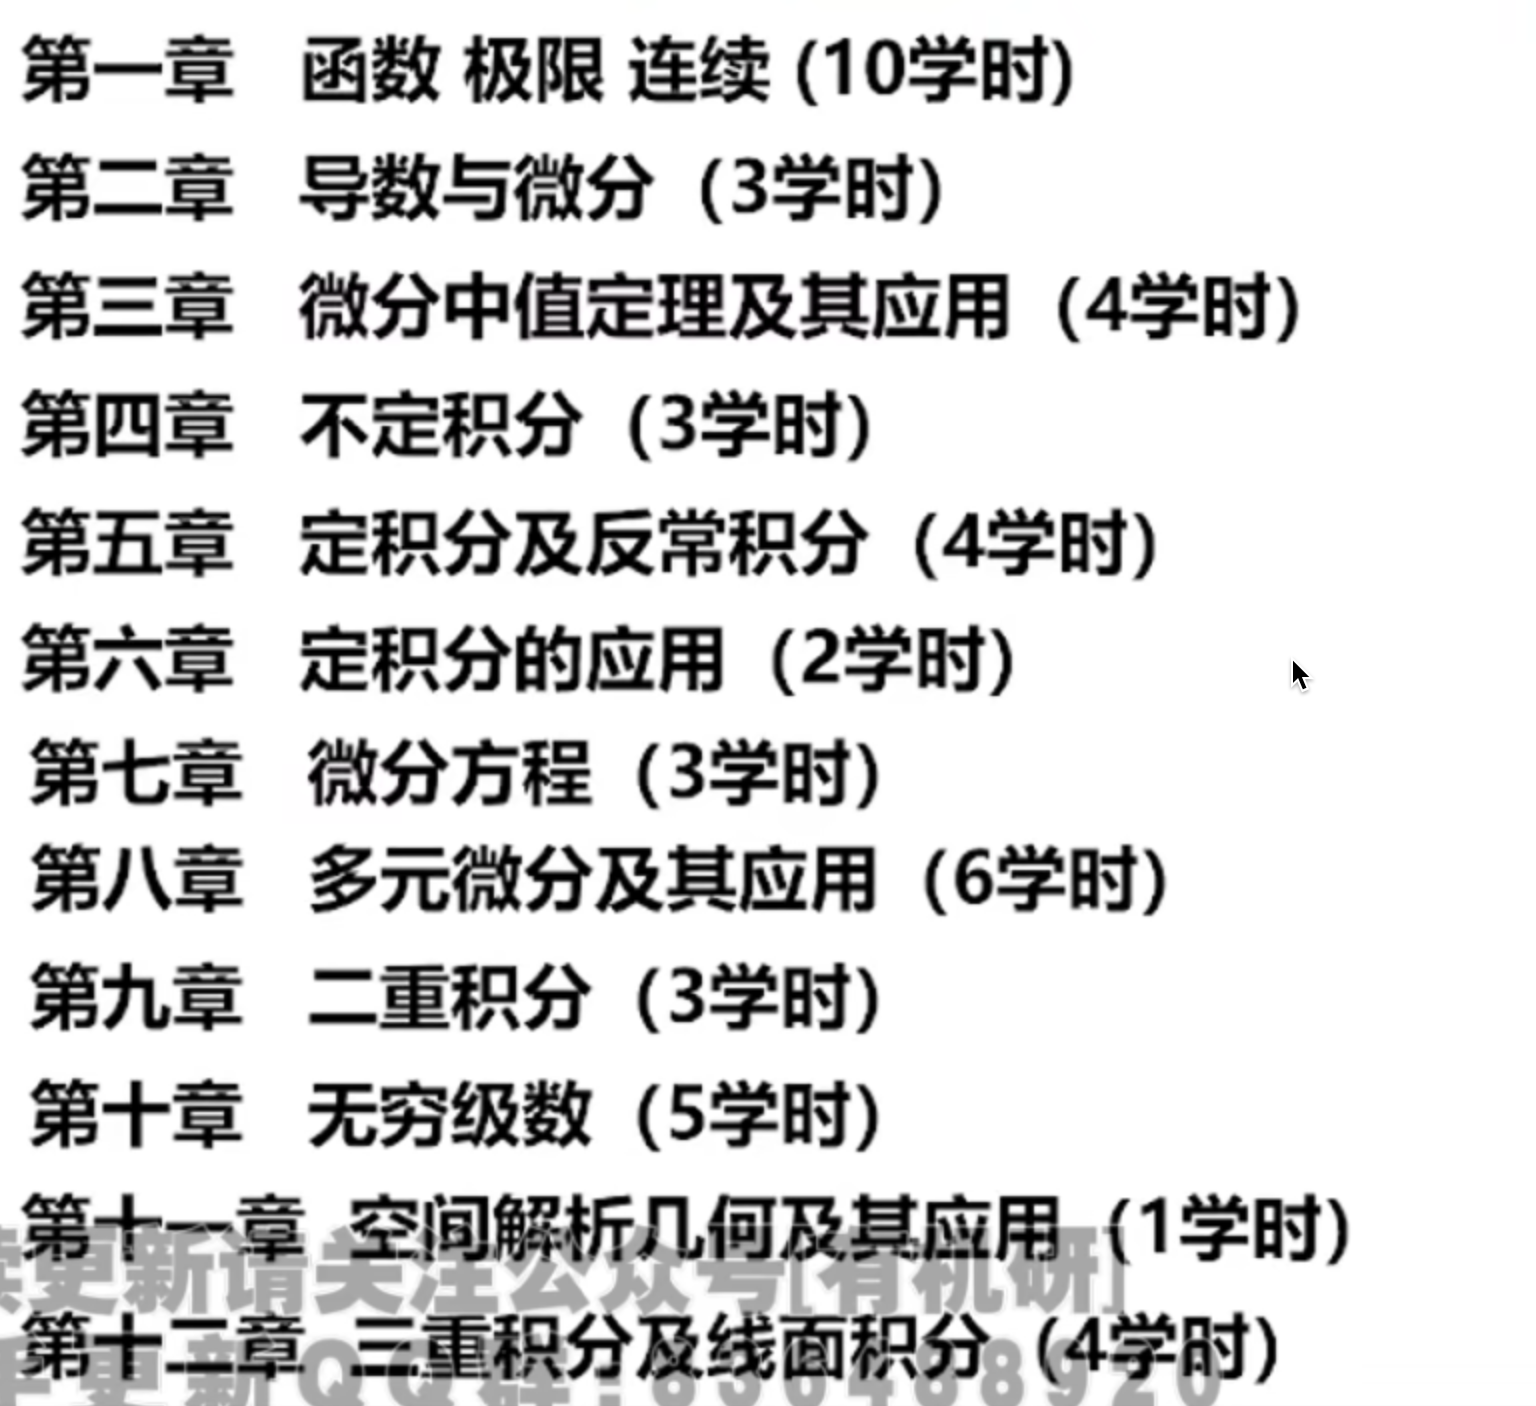 第一章 函数 极限 连续 (10学时)
第二章 导数与微分（3学时）
第三章 微分中值定理及其应用（4学时）
第四章 不定积分（3学时）
第五章 定积分及反常积分（4学时）
第六章 定积分的应用（2学时）
第七章 微分方程（3学时）
第八章 多元微分及其应用（6学时）
第九章 二重积分（3学时）
第十章 无穷级数（5学时）
第十一章 空间解析几何及其应用（1学时）
更新请关注公众号[有机研]
第十二章 三重积分及线面积分（4学时）
更新QQ群: